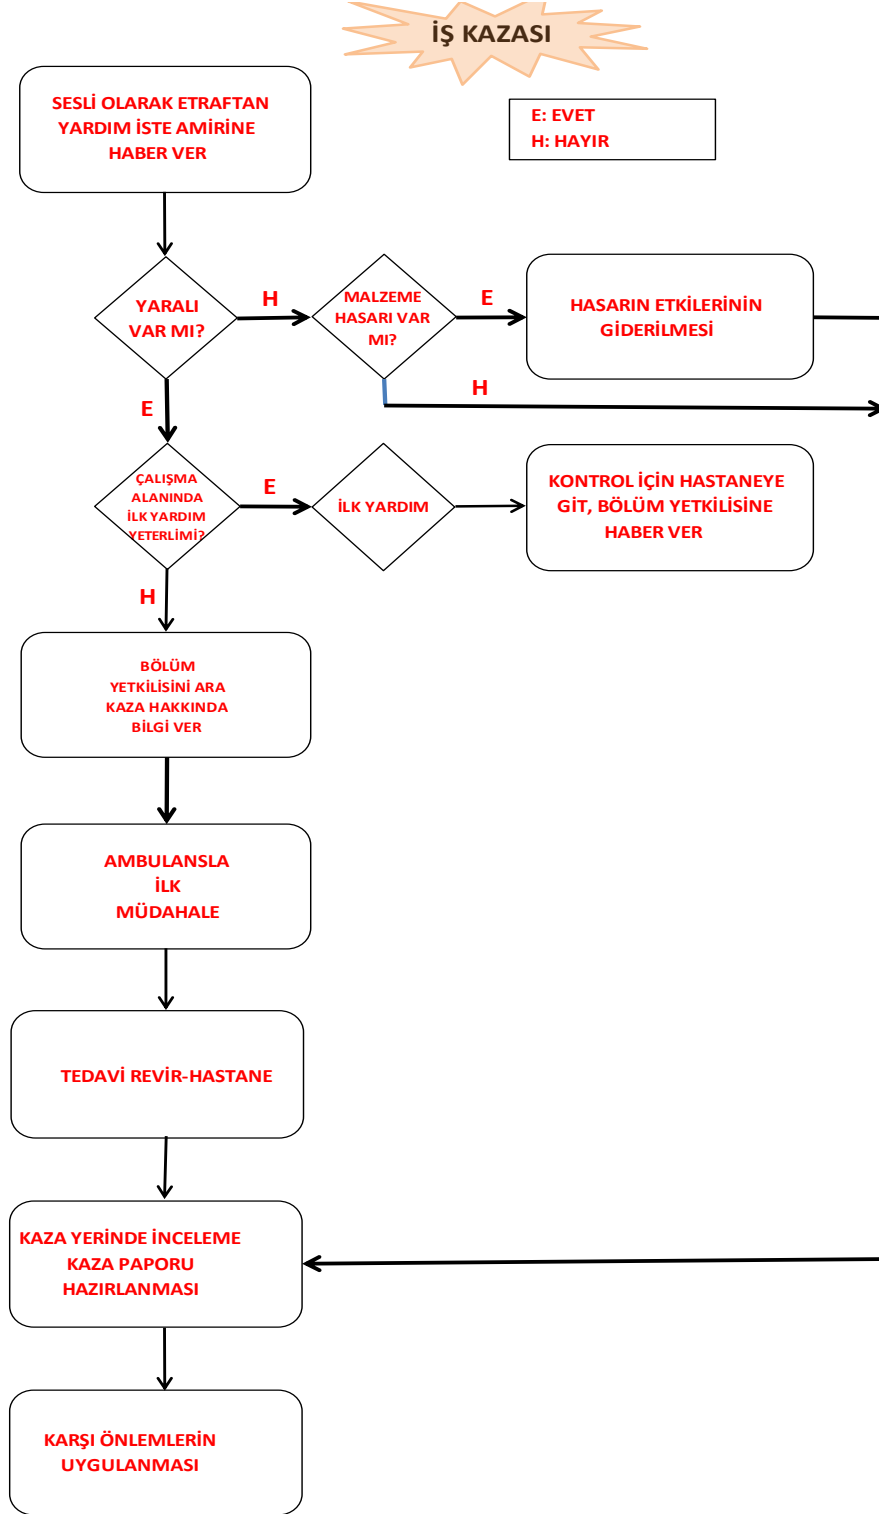 İŞ KAZASI
SESLİ OLARAK ETRAFTAN
YARDIM İSTE AMİRİNE
HABER VER
E: EVET
H: HAYIR
YARALI
VAR MI?
H
MALZEME
HASARI VAR
MI?
E
HASARIN ETKİLERİNİN
GİDERİLMESİ
H
E
ÇALIŞMA
ALANINDA
İLK YARDIM
YETERLİMİ?
E
İLK YARDIM
KONTROL İÇİN HASTANEYE
GİT, BÖLÜM YETKİLİSİNE
HABER VER
H
BÖLÜM
YETKİLİSİNİ ARA
KAZA HAKKINDA
BİLGİ VER
AMBULANSLA
İLK
MÜDAHALE
TEDAVİ REVİR-HASTANE
KAZA YERİNDE İNCELEME
KAZA PAPORU
HAZIRLANMASI
KARŞI ÖNLEMLERİN
UYGULANMASI